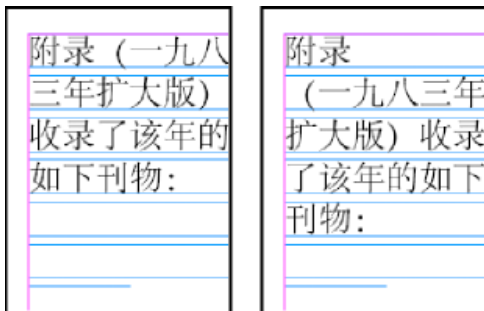 附录（一九八
三年扩大版）
收录了该年的
如下刊物：
附录
（一九八三年
扩大版）收录
了该年的如下
刊物：